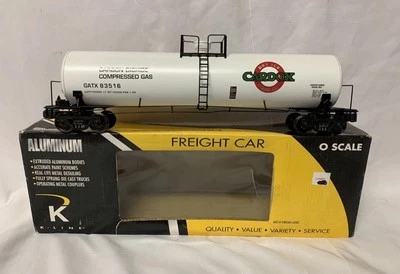 CARBON DIOXIDE
COMPRESSED GAS
GATX 83516
CARDOX
ALUMINUM
• EXTRUDED ALUMINUM BODIES
• ACCURATE PAINT SCHEMES
• REAL LIFE METAL DETAILING
• FULLY SPRUNG DIE CAST TRUCKS
• OPERATING METAL COUPLERS
FREIGHT CAR
O SCALE
K
K-LINE
QUALITY • VALUE • VARIETY • SERVICE